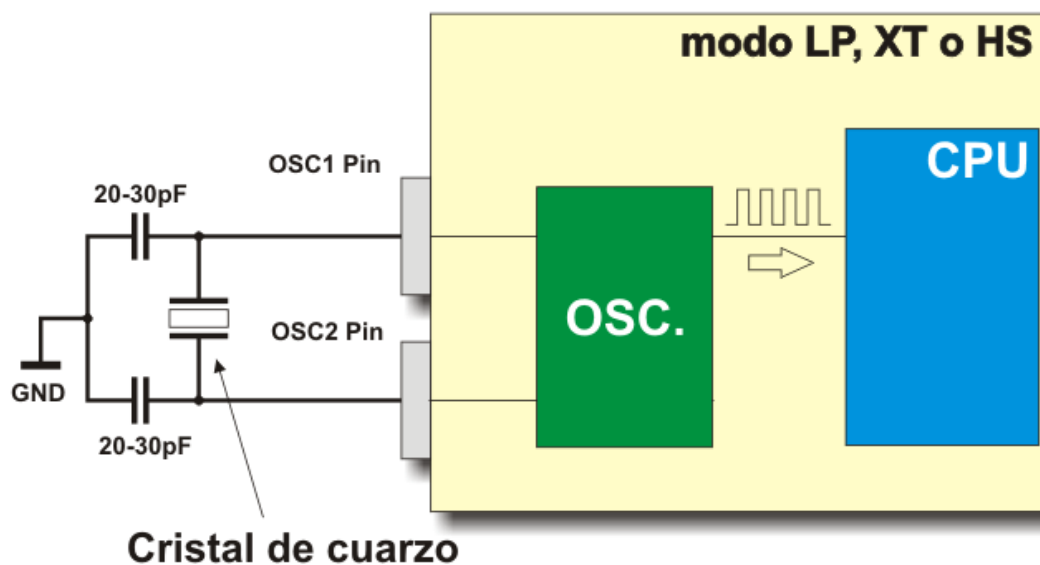 modo LP, XT o HS
CPU
OSC1 Pin
20-30pF
OSC.
OSC2 Pin
GND
20-30pF
Cristal de cuarzo